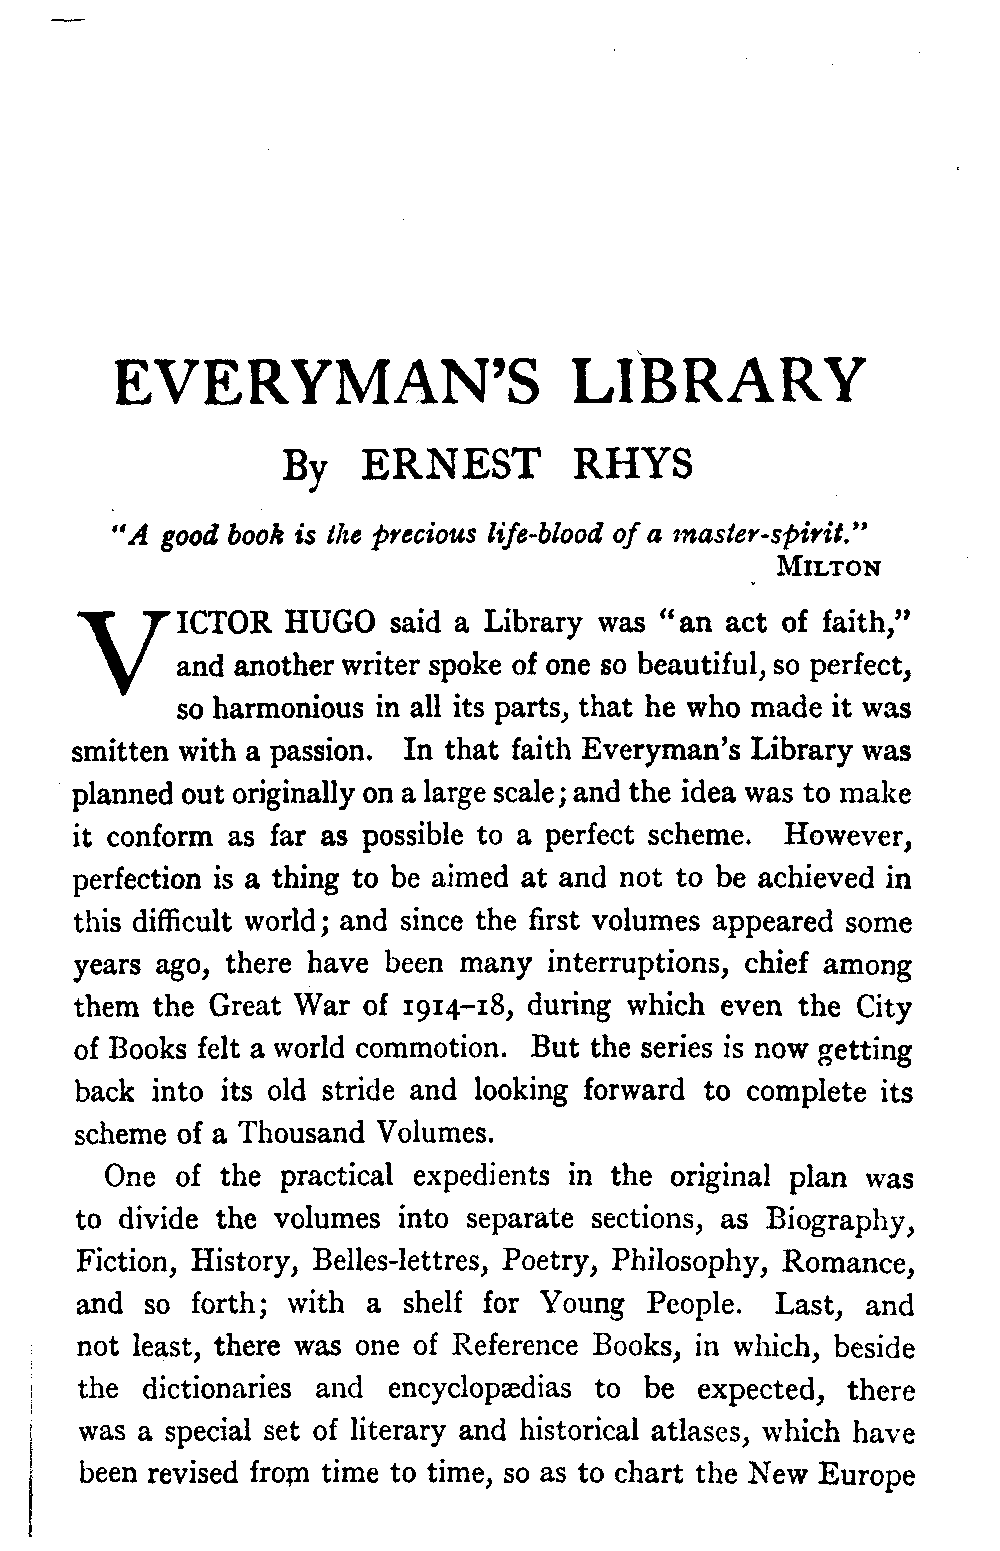 EVERYMAN'S LIBRARY
By ERNEST RHYS
"A good book is the precious life-blood of a master-spirit."
MILTON
VICTOR HUGO said a Library was "an act of faith,"
and another writer spoke of one so beautiful, so perfect,
so harmonious in all its parts, that he who made it was
smitten with a passion. In that faith Everyman's Library was
planned out originally on a large scale; and the idea was to make
it conform as far as possible to a perfect scheme. However,
perfection is a thing to be aimed at and not to be achieved in
this difficult world; and since the first volumes appeared some
years ago, there have been many interruptions, chief among
them the Great War of 1914–18, during which even the City
of Books felt a world commotion. But the series is now getting
back into its old stride and looking forward to complete its
scheme of a Thousand Volumes.
One of the practical expedients in the original plan was
to divide the volumes into separate sections, as Biography,
Fiction, History, Belles-lettres, Poetry, Philosophy, Romance,
and so forth; with a shelf for Young People. Last, and
not least, there was one of Reference Books, in which, beside
the dictionaries and encyclopædias to be expected, there
was a special set of literary and historical atlases, which have
been revised from time to time, so as to chart the New Europe